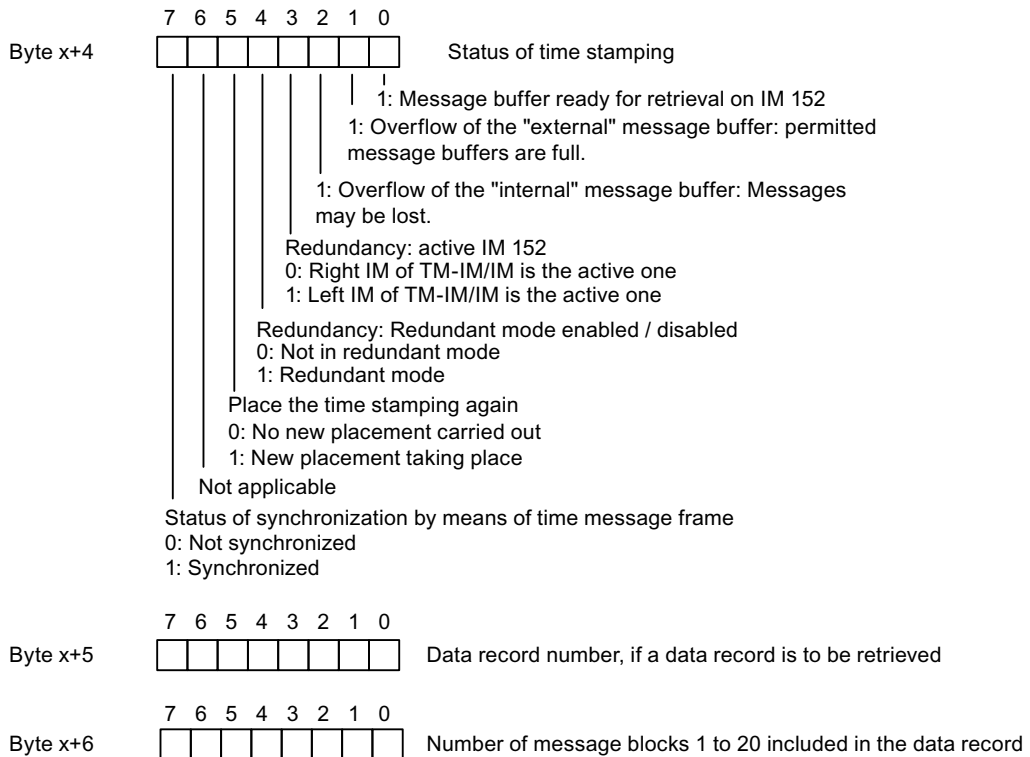 7 6 5 4 3 2 1 0
Byte x+4 Status of time stamping
1: Message buffer ready for retrieval on IM 152
1: Overflow of the "external" message buffer: permitted
message buffers are full.
1: Overflow of the "internal" message buffer: Messages
may be lost.
Redundancy: active IM 152
0: Right IM of TM-IM/IM is the active one
1: Left IM of TM-IM/IM is the active one
Redundancy: Redundant mode enabled / disabled
0: Not in redundant mode
1: Redundant mode
Place the time stamping again
0: No new placement carried out
1: New placement taking place
Not applicable
Status of synchronization by means of time message frame
0: Not synchronized
1: Synchronized
7 6 5 4 3 2 1 0
Byte x+5 Data record number, if a data record is to be retrieved
7 6 5 4 3 2 1 0
Byte x+6 Number of message blocks 1 to 20 included in the data record